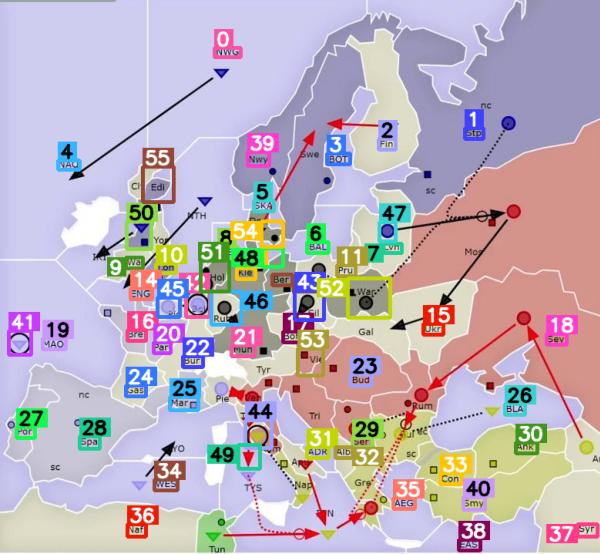 0
NWG
4
NAO
55
Cl
Edi
39
Nwy
Swe
2
Fin
3
BOT
1
Stp
nc
sc
5
SKA
NTH
50
9
Yor
8
54
6
BAL
47
Lvn
7
Mos
10
Lon
51
Hol
48
Kie
11
Pru
14
ENG
45
Ber
43
Sil
52
War
46
Ruh
15
Ukr
Gal
16
Bre
20
Par
21
Mun
17
53
Vie
18
Sev
41
19
MAO
22
Bur
23
Bud
Tyr
24
Gas
25
Mar
Pie
Tri
Rum
26
BLA
nc
27
Por
28
Spa
sc
44
29
Ser
30
Ank
31
ADR
Alb
32
34
WES
49
TYS
Nap
Gre
33
Con
35
AEG
40
Smy
36
Naf
Tun
38
EAS
37
Syr